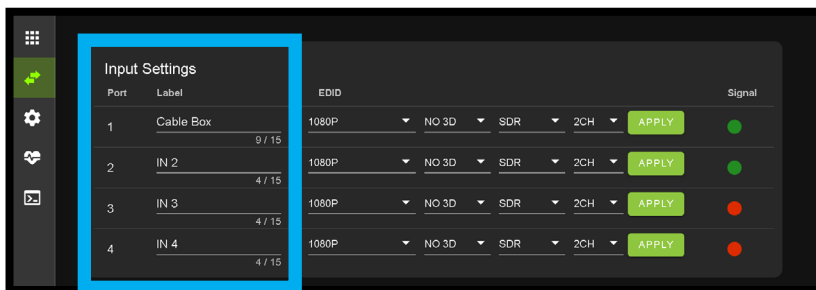 Input Settings
Port Label EDID Signal
1 Cable Box 1080P NO 3D SDR 2CH APPLY
9 / 15
2 IN 2 1080P NO 3D SDR 2CH APPLY
4 / 15
3 IN 3 1080P NO 3D SDR 2CH APPLY
4 / 15
4 IN 4 1080P NO 3D SDR 2CH APPLY
4 / 15